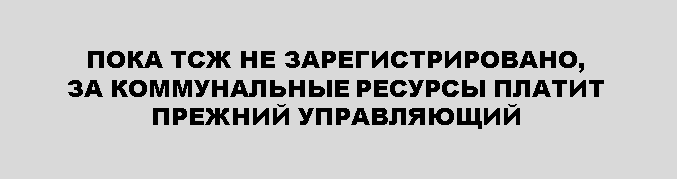 ПОКА ТСЖ НЕ ЗАРЕГИСТРИРОВАНО,
ЗА КОММУНАЛЬНЫЕ РЕСУРСЫ ПЛАТИТ
ПРЕЖНИЙ УПРАВЛЯЮЩИЙ